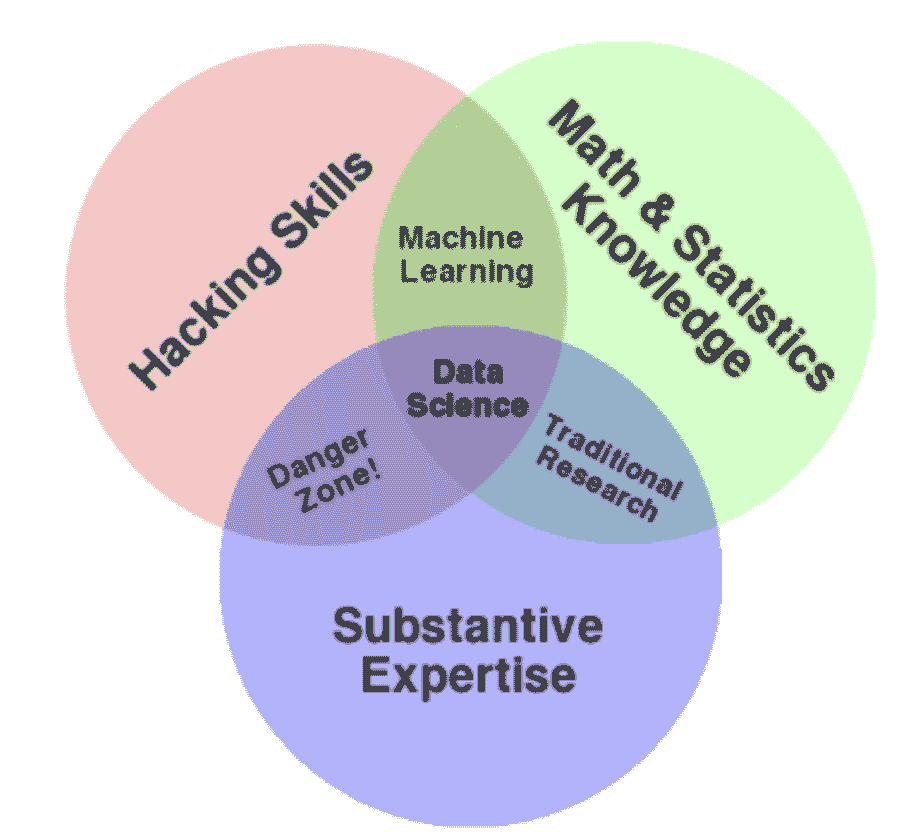 Hacking Skills
Math & Statistics
Knowledge
Machine
Learning
Data
Science
Danger
Zone!
Traditional
Research
Substantive
Expertise